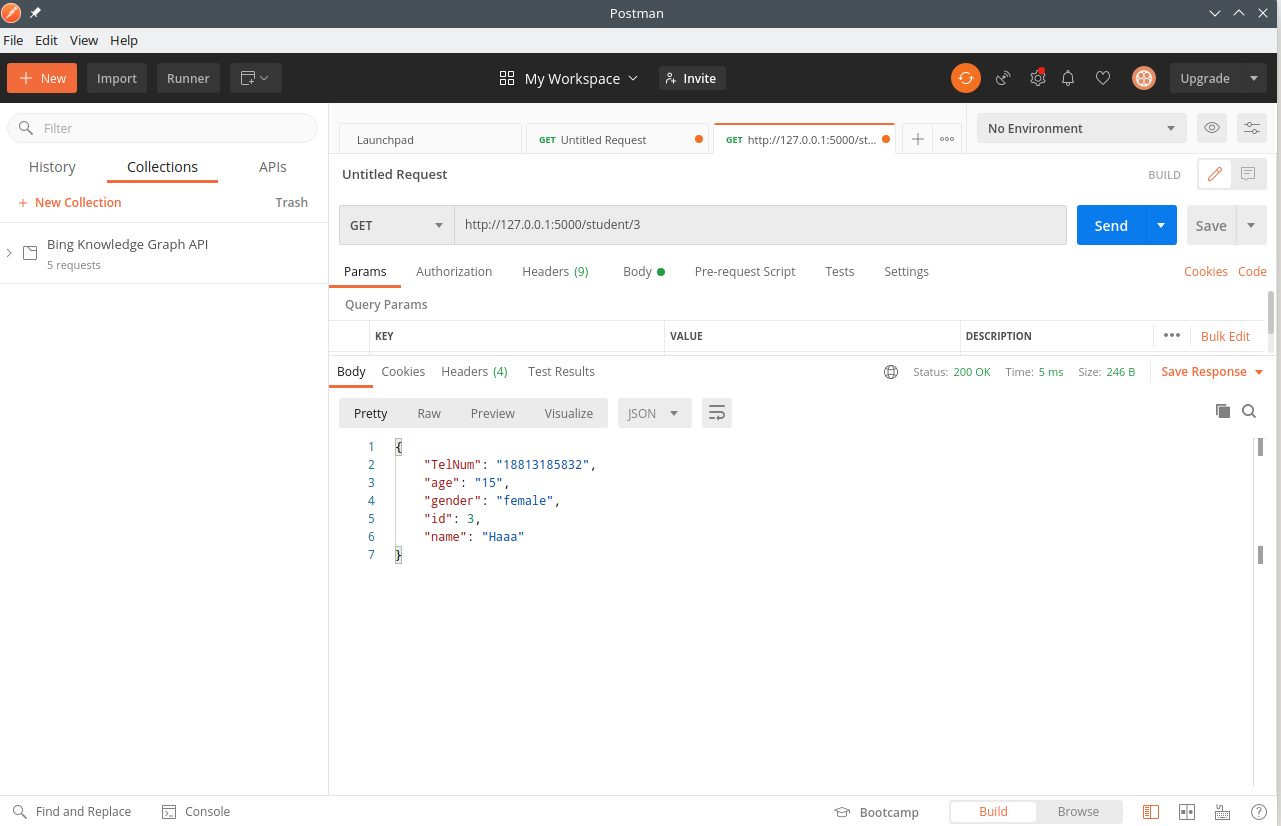 Postman
File Edit View Help
New Import Runner My Workspace Invite Upgrade
Filter
History Collections APIs
+ New Collection Trash
Bing Knowledge Graph API
5 requests
Launchpad GET Untitled Request GET http://127.0.0.1:5000/st... No Environment
Untitled Request BUILD
GET http://127.0.0.1:5000/student/3 Send Save
Params Authorization Headers (9) Body Pre-request Script Tests Settings Cookies Code
Query Params
KEY VALUE DESCRIPTION ••• Bulk Edit
Body Cookies Headers (4) Test Results Status: 200 OK Time: 5 ms Size: 246 B Save Response
Pretty Raw Preview Visualize JSON
1 {
2 "TelNum": "18813185832",
3 "age": "15",
4 "gender": "female",
5 "id": 3,
6 "name": "Haaa"
7 }
Find and Replace Console Bootcamp Build Browse ?